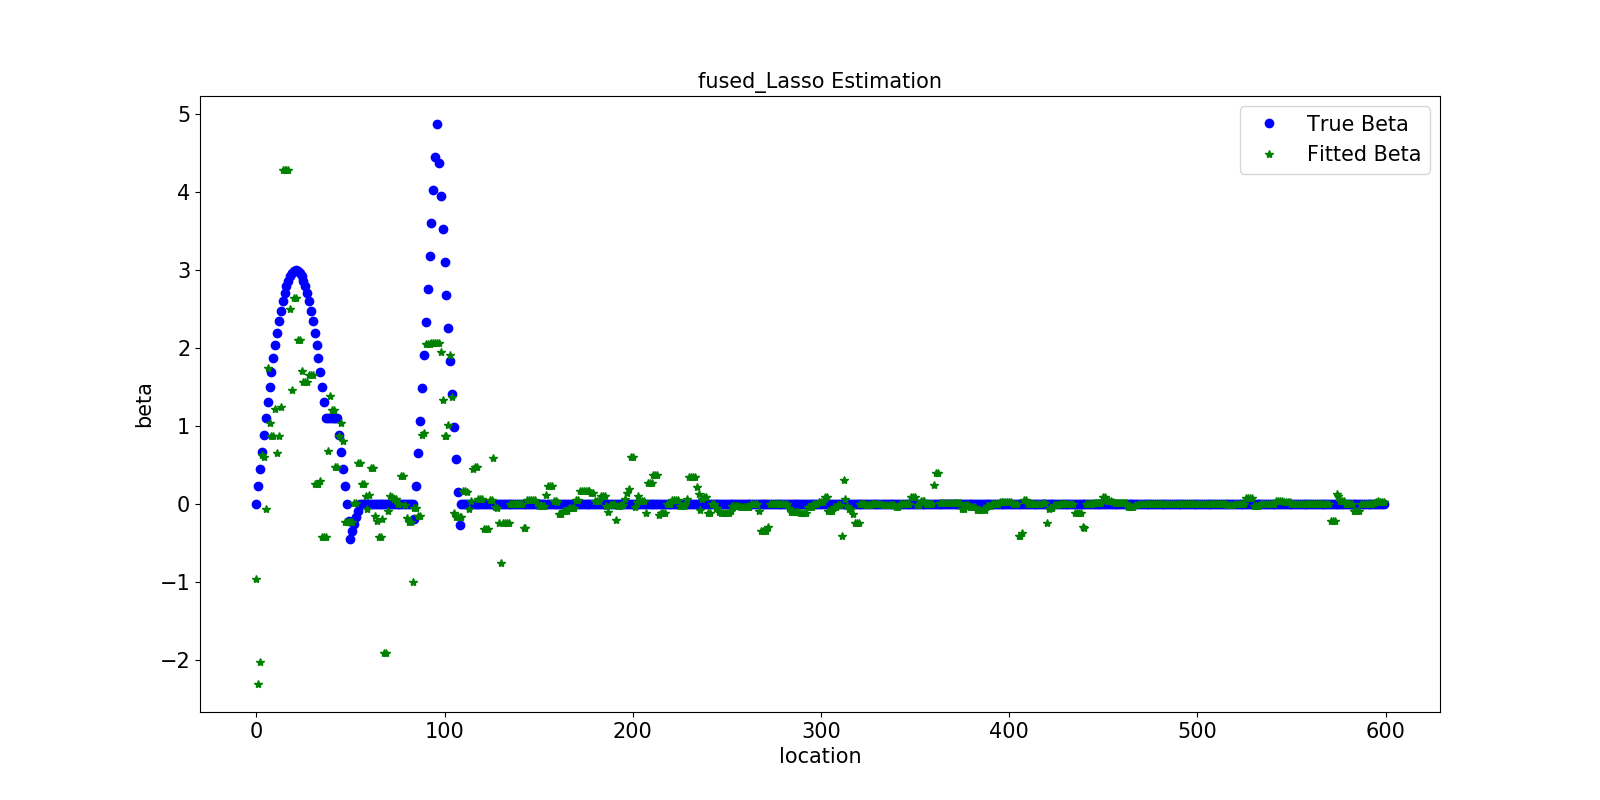 fused_Lasso Estimation
True Beta
Fitted Beta
beta
5
4
3
2
1
0
−1
−2
0 100 200 300 400 500 600
location